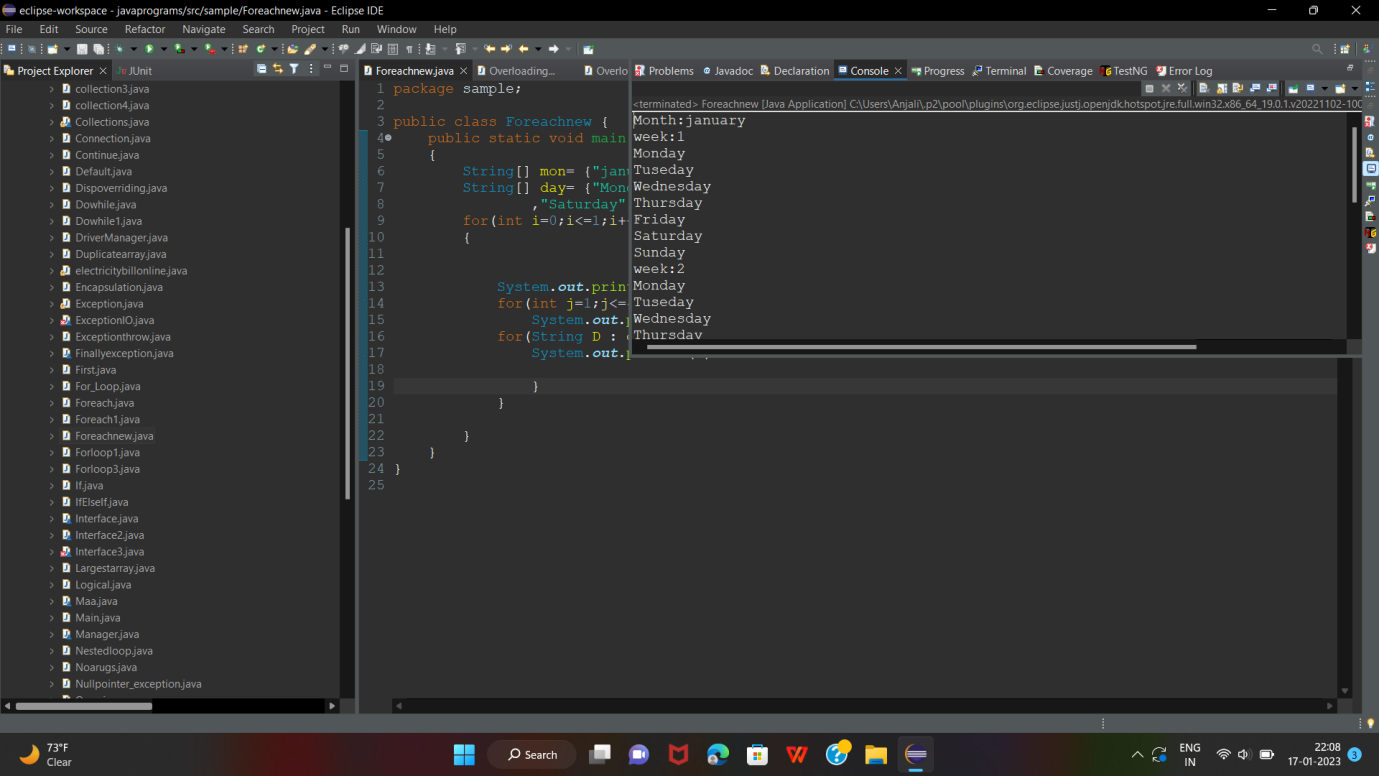 eclipse-workspace - javaprograms/src/sample/Foreachnew.java - Eclipse IDE
File Edit Source Refactor Navigate Search Project Run Window Help
Project Explorer
JUnit
collection3.java
collection4.java
Collections.java
Connection.java
Continue.java
Default.java
Dispoverriding.java
Dowhile.java
Dowhile1.java
DriverManager.java
Duplicatearray.java
electricitybillonline.java
Encapsulation.java
Exception.java
ExceptionIO.java
Exceptionthrow.java
Finallyexception.java
First.java
For_Loop.java
Foreach.java
Foreach1.java
Foreachnew.java
Forloop1.java
Forloop3.java
If.java
IfElseIf.java
Interface.java
Interface2.java
Interface3.java
Largestarray.java
Logical.java
Maa.java
Main.java
Manager.java
Nestedloop.java
Noarugs.java
Nullpointer_exception.java
Foreachnew.java Overloading... Overlo
1 package sample;
2
3 public class Foreachnew {
4 public static void main
5 {
6 String[] mon= {"janu
7 String[] day= {"Mon
8 ,"Saturday"
9 for(int i=0;i<=1;i+
10 {
11
12
13 System.out.prin
14 for(int j=1;j<=
15 System.out.
16 for(String D :
17 System.out.
18
19 }
20 }
21
22 }
23 }
24 }
25
Problems Javadoc Declaration Console Progress Terminal Coverage TestNG Error Log
<terminated> Foreachnew [Java Application] C:\Users\Anjali\.p2\pool\plugins\org.eclipse.justj.openjdk.hotspot.jre.full.win32.x86_64_19.0.1.v20221102-100
Month:january
week:1
Monday
Tuseday
Wednesday
Thursday
Friday
Saturday
Sunday
week:2
Monday
Tuseday
Wednesday
Thursday
73°F
Clear
Search
ENG
IN
22:08
17-01-2023
3